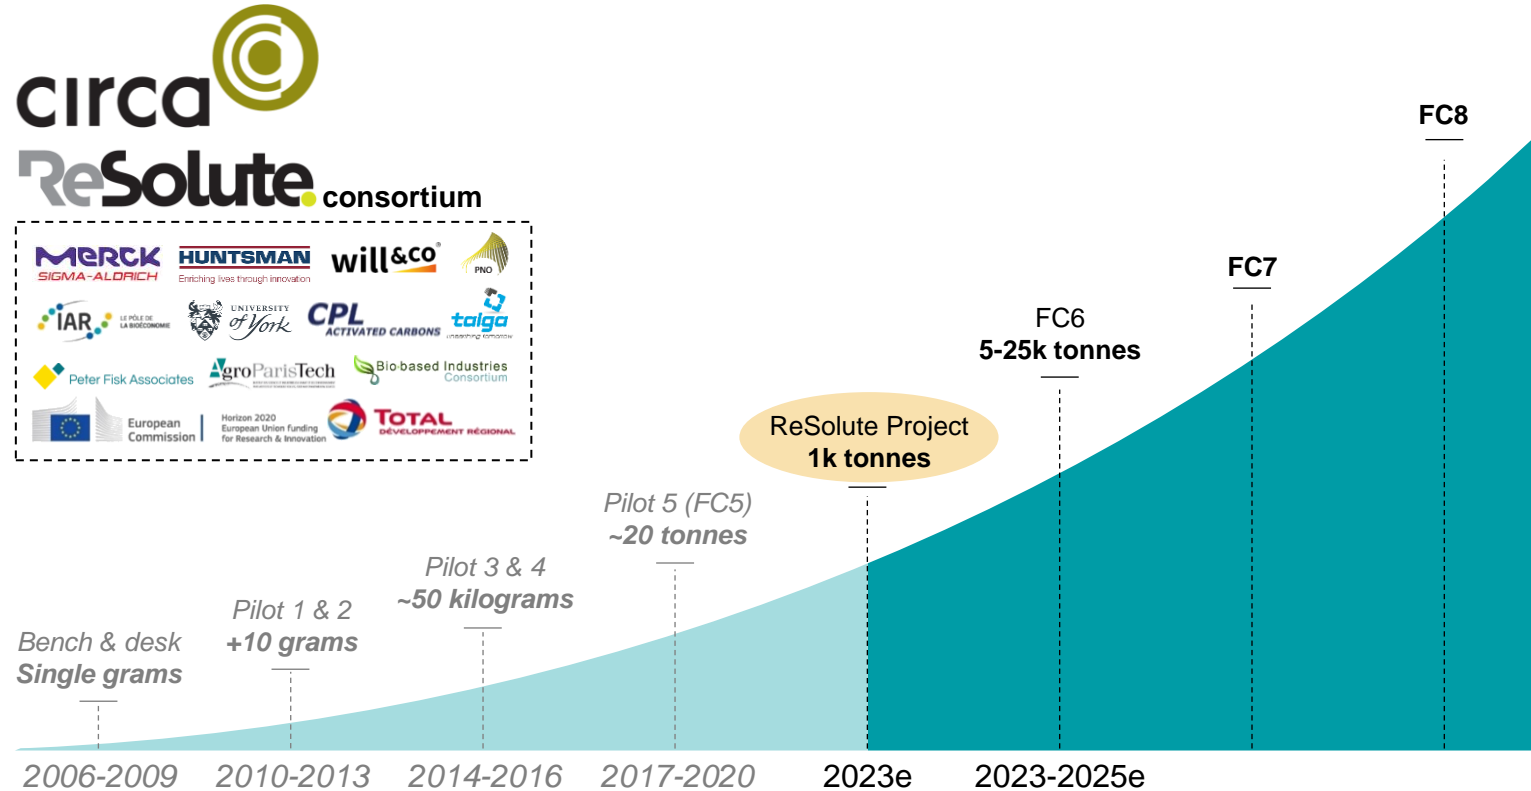 circa
ReSolute. consortium
MERCK
SIGMA-ALDRICH
HUNTSMAN
Enriching lives through innovation
will&co®
PNO
IAR
LE PÔLE DE
LA BIOÉCONOMIE
UNIVERSITY
of York
CPL
ACTIVATED CARBONS
talga
Peter Fisk Associates
AgroParisTech
Bio-based Industries
Consortium
European
Commission
Horizon 2020
European Union funding
for Research & Innovation
TOTAL
DÉVELOPPEMENT RÉGIONAL
Bench & desk
Single grams
Pilot 1 & 2
+10 grams
Pilot 3 & 4
~50 kilograms
Pilot 5 (FC5)
~20 tonnes
ReSolute Project
1k tonnes
FC6
5-25k tonnes
FC7
FC8
2006-2009
2010-2013
2014-2016
2017-2020
2023e
2023-2025e